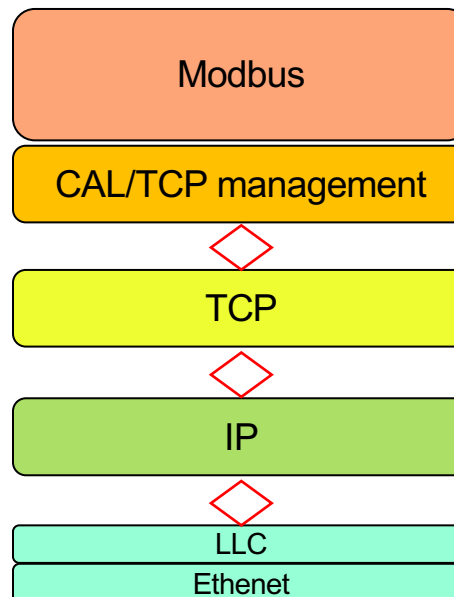 Modbus
CAL/TCP management
TCP
IP
LLC
Ethenet